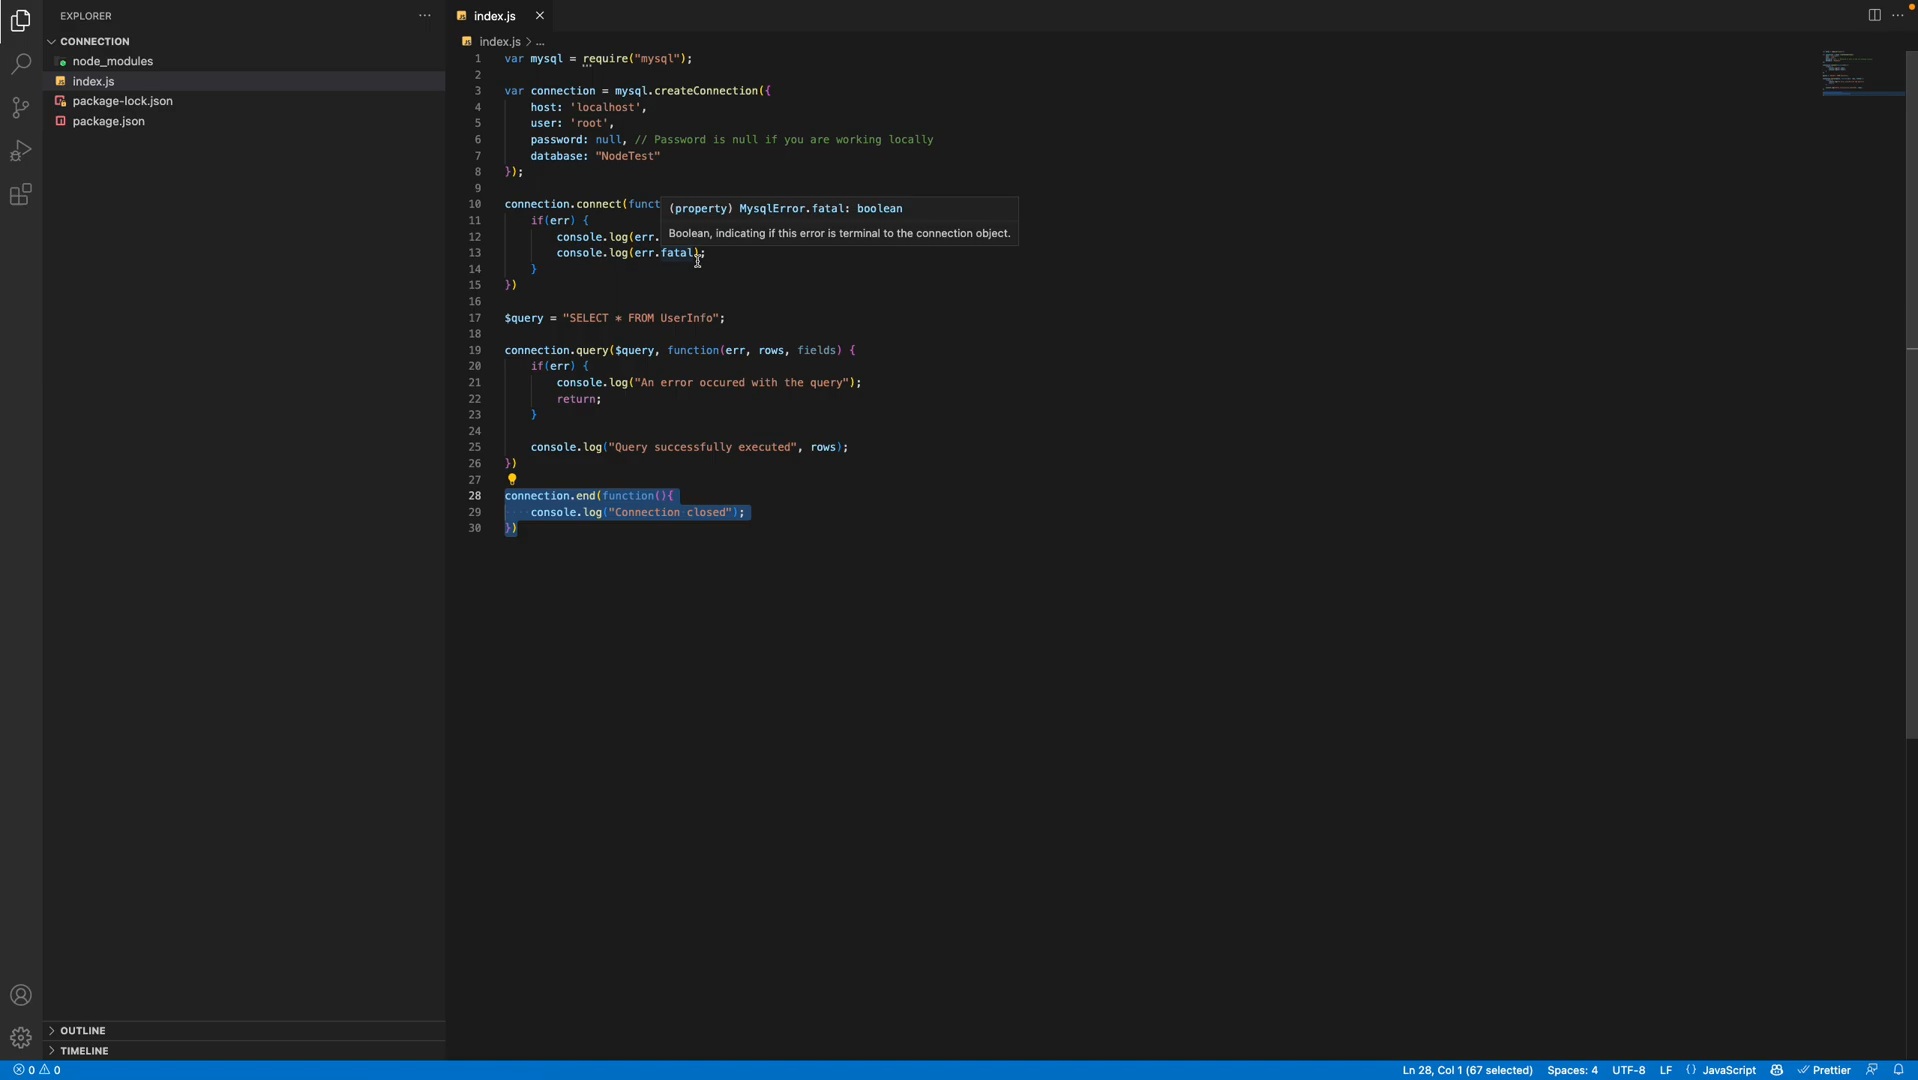 EXPLORER
CONNECTION
node_modules
index.js
package-lock.json
package.json
OUTLINE
TIMELINE
index.js
index.js > ...
1 var mysql = require("mysql");
2
3 var connection = mysql.createConnection({
4 host: 'localhost',
5 user: 'root',
6 password: null, // Password is null if you are working locally
7 database: "NodeTest"
8 });
9
10 connection.connect(funct
(property) MysqlError.fatal: boolean
Boolean, indicating if this error is terminal to the connection object.
11 if(err) {
12 console.log(err.
13 console.log(err.fatal);
14 }
15 })
16
17 $query = "SELECT * FROM UserInfo";
18
19 connection.query($query, function(err, rows, fields) {
20 if(err) {
21 console.log("An error occured with the query");
22 return;
23 }
24
25 console.log("Query successfully executed", rows);
26 })
27
28 connection.end(function(){
29 console.log("Connection closed");
30 })
0 0
Ln 28, Col 1 (67 selected) Spaces: 4 UTF-8 LF {} JavaScript Prettier